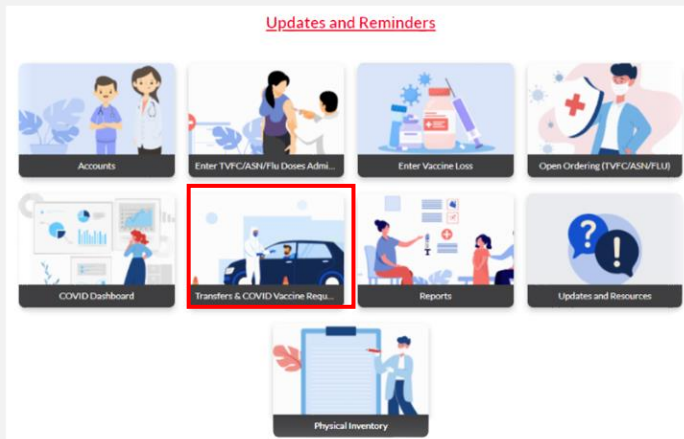 Updates and Reminders
Accounts
Enter TVFC/ASN/Flu Doses Admi...
Enter Vaccine Loss
Open Ordering (TVFC/ASN/FLU)
COVID Dashboard
Transfers & COVID Vaccine Requ...
Reports
Updates and Resources
Physical Inventory